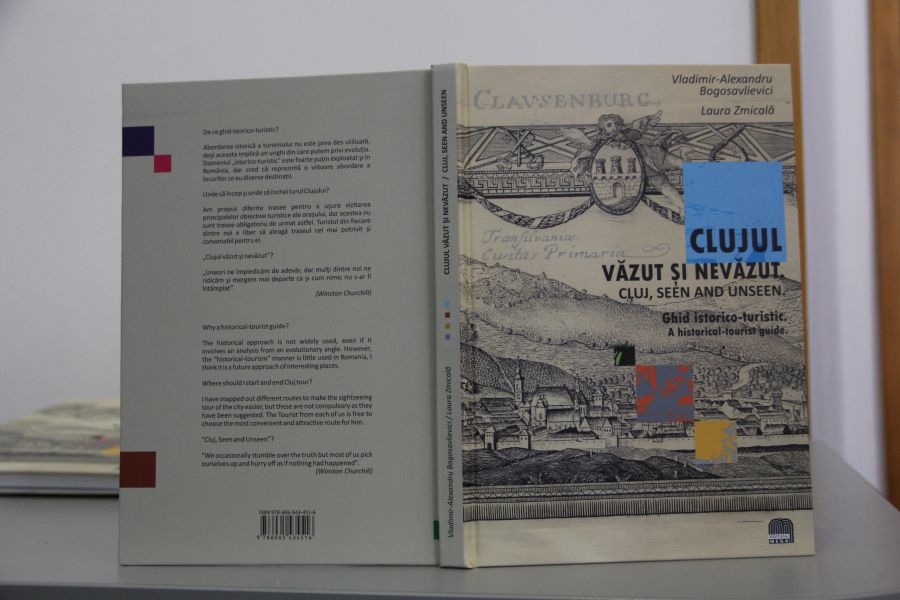 De ce ghid istorico-turistic?
Abordarea istorică a turismului nu este prea des utilizată,
deși aceasta implică un unghi din care putem privi evoluția.
Domeniul „istorico-turistic" este foarte puțin exploatat și în
România, dar cred că reprezintă o viitoare abordare a
locurilor ce au diverse destinații.
Unde să încep și unde să închei turul Clujului?
Am propus diferite trasee pentru a ușura vizitarea
principalelor obiective turistice ale orașului, dar acestea nu
sunt trasee obligatoriu de urmat astfel. Turistul din fiecare
dintre noi e liber să aleagă traseul cel mai potrivit și
convenabil pentru el.
„Clujul văzut și nevăzut"?
„Uneori ne împiedicăm de adevăr, dar mulți dintre noi ne
ridicăm și mergem mai departe ca și cum nimic nu s-ar fi
întâmplat".
(Winston Churchill)
Why a historical-tourist guide?
The historical approach is not widely used, even if it
involves an analysis from an evolutionary angle. However,
the "historical-tourism" manner is little used in Romania, I
think it is a future approach of interesting places.
Where should I start and end Cluj tour?
I have mapped out different routes to make the sightseeing
tour of the city easier, but these are not compulsory as they
have been suggested. The Tourist from each of us is free to
choose the most convenient and attractive route for him.
"Cluj, Seen and Unseen"?
"We occasionally stumble over the truth but most of us pick
ourselves up and hurry off as if nothing had happened".
(Winston Churchill)
ISBN 978-606-543-451-6
9 786065 434516
CLUJUL VĂZUT ȘI NEVĂZUT / CLUJ, SEEN AND UNSEEN
Vladimir-Alexandru Bogosavlievici / Laura Zmicală
Vladimir-Alexandru
Bogosavlievici
Laura Zmicală
CLAVSENBURG,
Transilvaniæ
Civitas Primaria
CLUJUL
VĂZUT ȘI NEVĂZUT.
CLUJ, SEEN AND UNSEEN.
Ghid istorico-turistic.
A historical-tourist guide.
EDITURA
MEGA